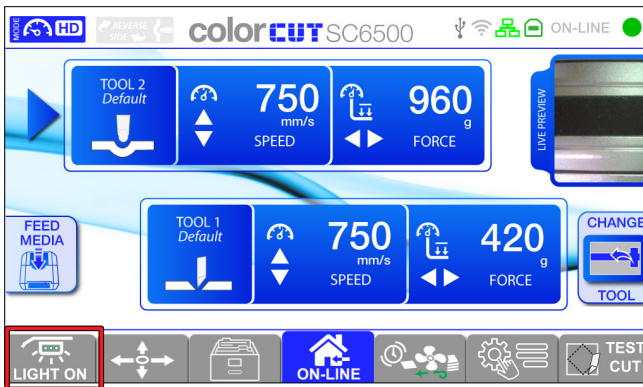 MODE
HD
REVERSE
SIDE
colorCUT SC6500
ON-LINE
TOOL 2
Default
750
mm/s
SPEED
960
g
FORCE
LIVE PREVIEW
FEED
MEDIA
TOOL 1
Default
750
mm/s
SPEED
420
g
FORCE
CHANGE
TOOL
LIGHT ON
ON-LINE
TEST
CUT